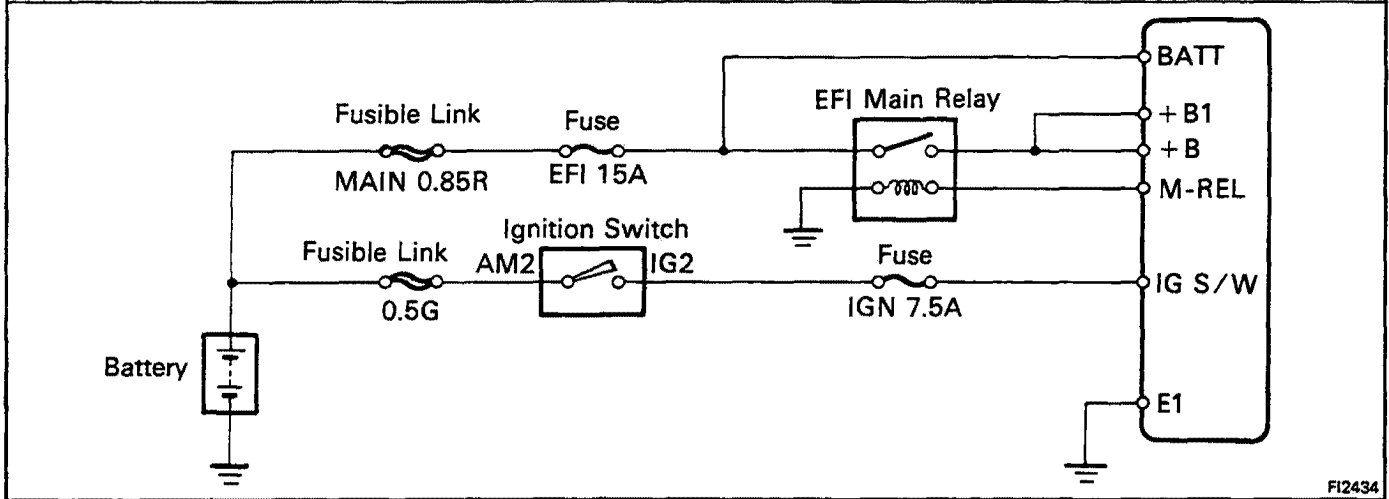 BATT
EFI Main Relay
+ B1
Fusible Link
Fuse
+ B
MAIN 0.85R
EFI 15A
M-REL
Ignition Switch
Fusible Link
AM2
IG2
Fuse
IG S/W
0.5G
IGN 7.5A
Battery
E1
FI2434